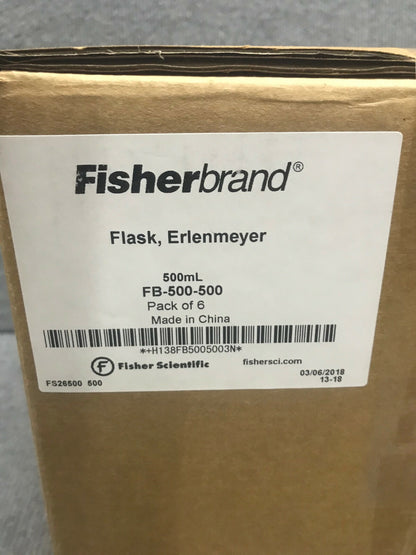 Fisherbrand®
Flask, Erlenmeyer
500mL
FB-500-500
Pack of 6
Made in China
*+H138FB5005003N*
f Fisher Scientific fishersci.com
FS26500 500
03/06/2018
13-18